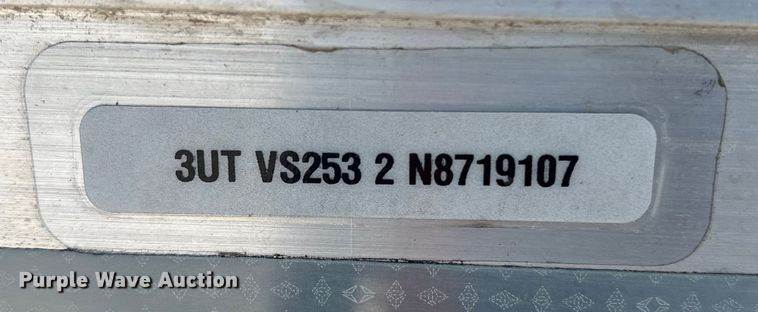 3UT VS253 2 N8719107
Purple Wave Auction